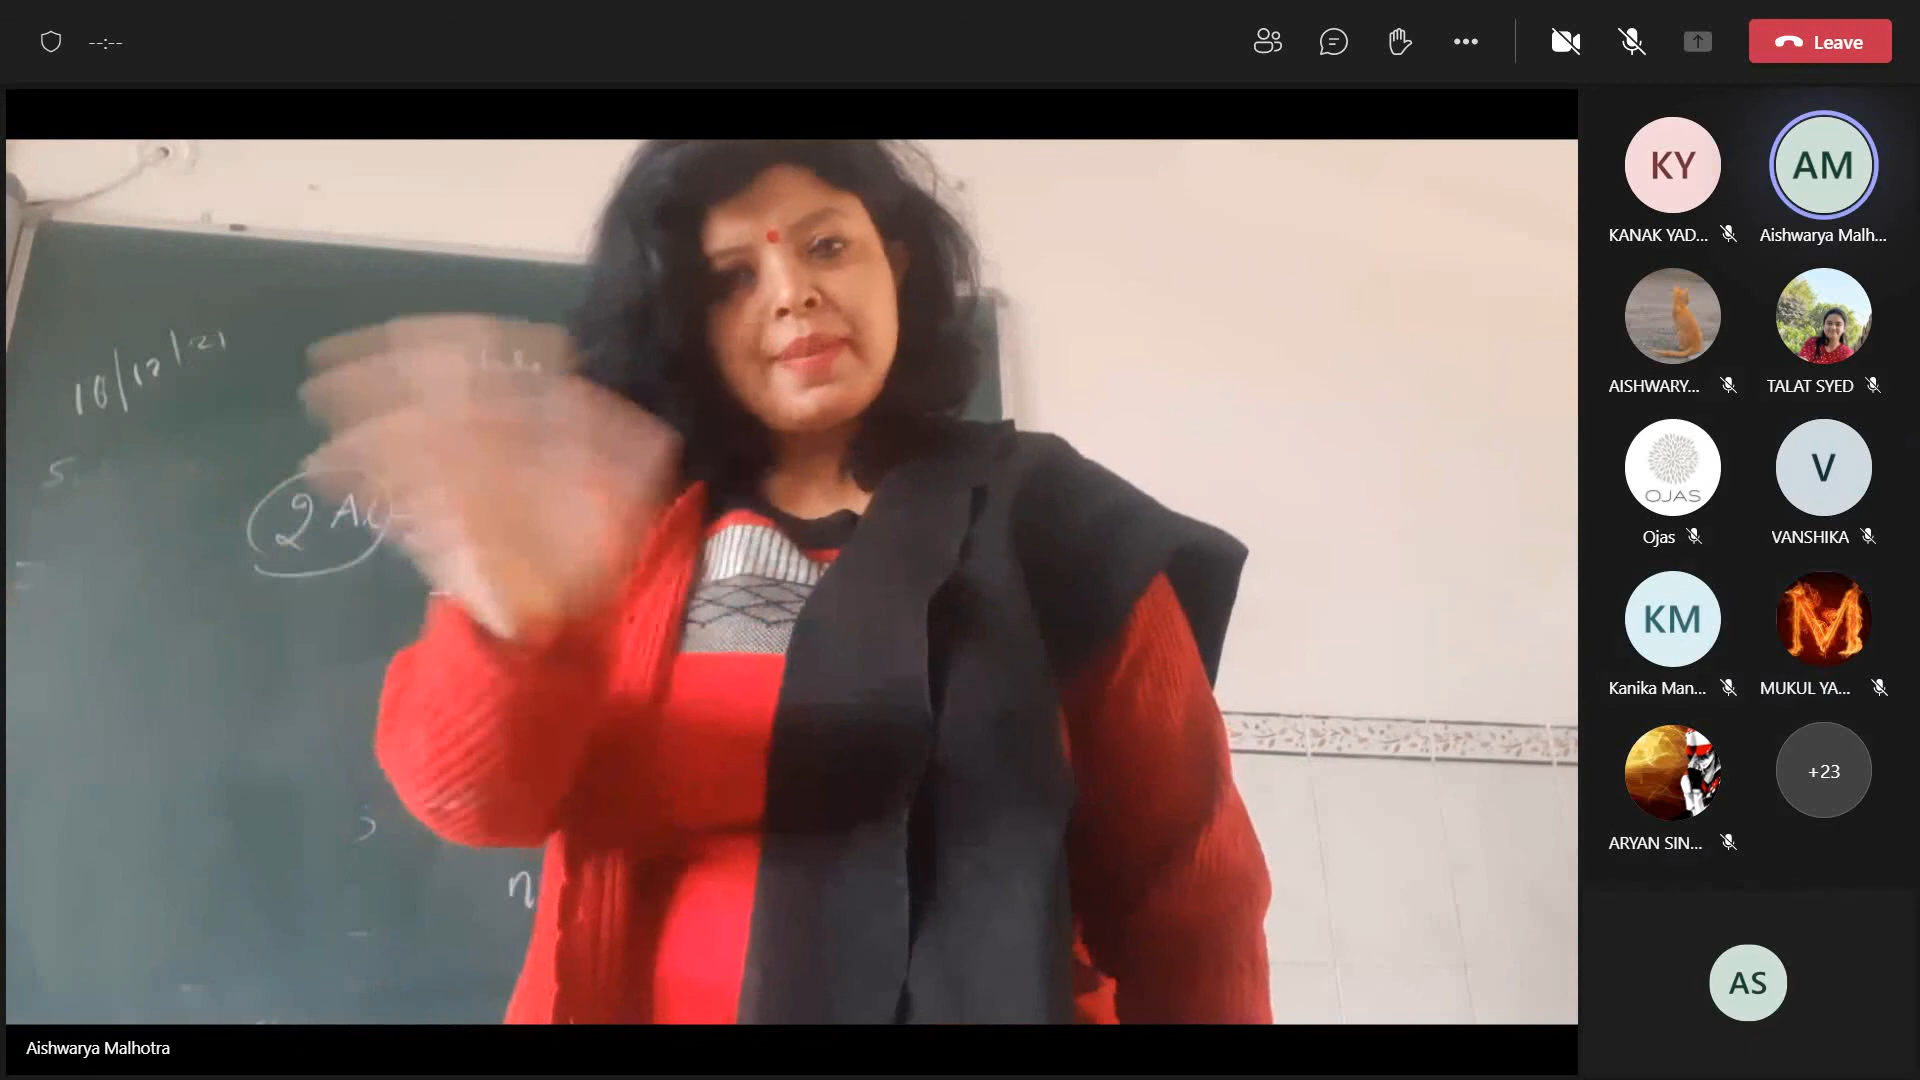 --:--
Leave
KY
AM
KANAK YAD...
Aishwarya Malh...
AISHWARY...
TALAT SYED
OJAS
V
Ojas
VANSHIKA
KM
M
Kanika Man...
MUKUL YA...
+23
ARYAN SIN...
AS
10/12/21
S.
2
n
Aishwarya Malhotra